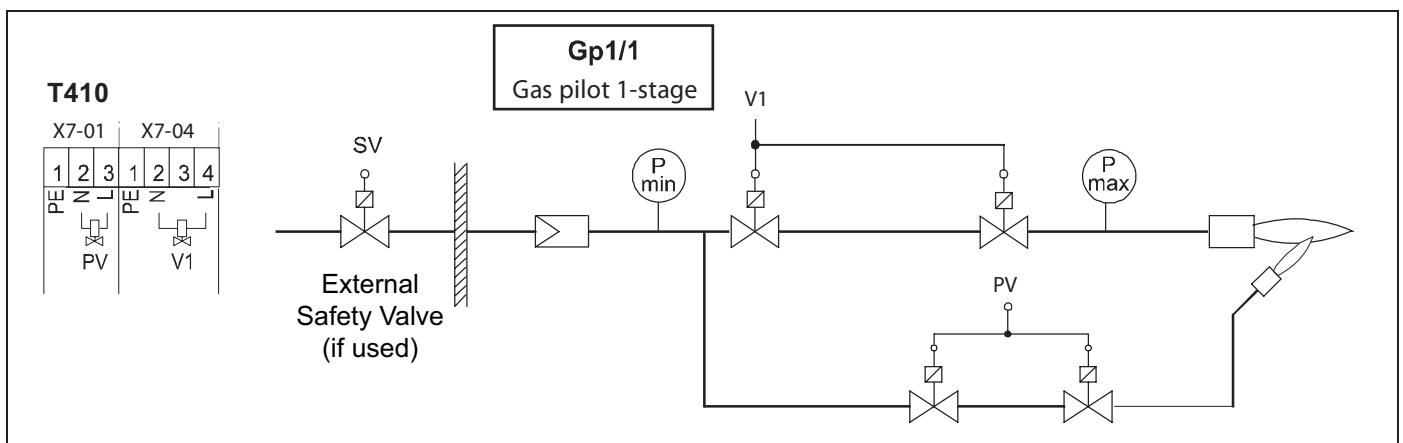 Gp1/1
Gas pilot 1-stage
T410
X7-01 X7-04
1 2 3 1 2 3 4
PE N L PE N L
PV V1
SV
External
Safety Valve
(if used)
P
min
V1
P
max
PV